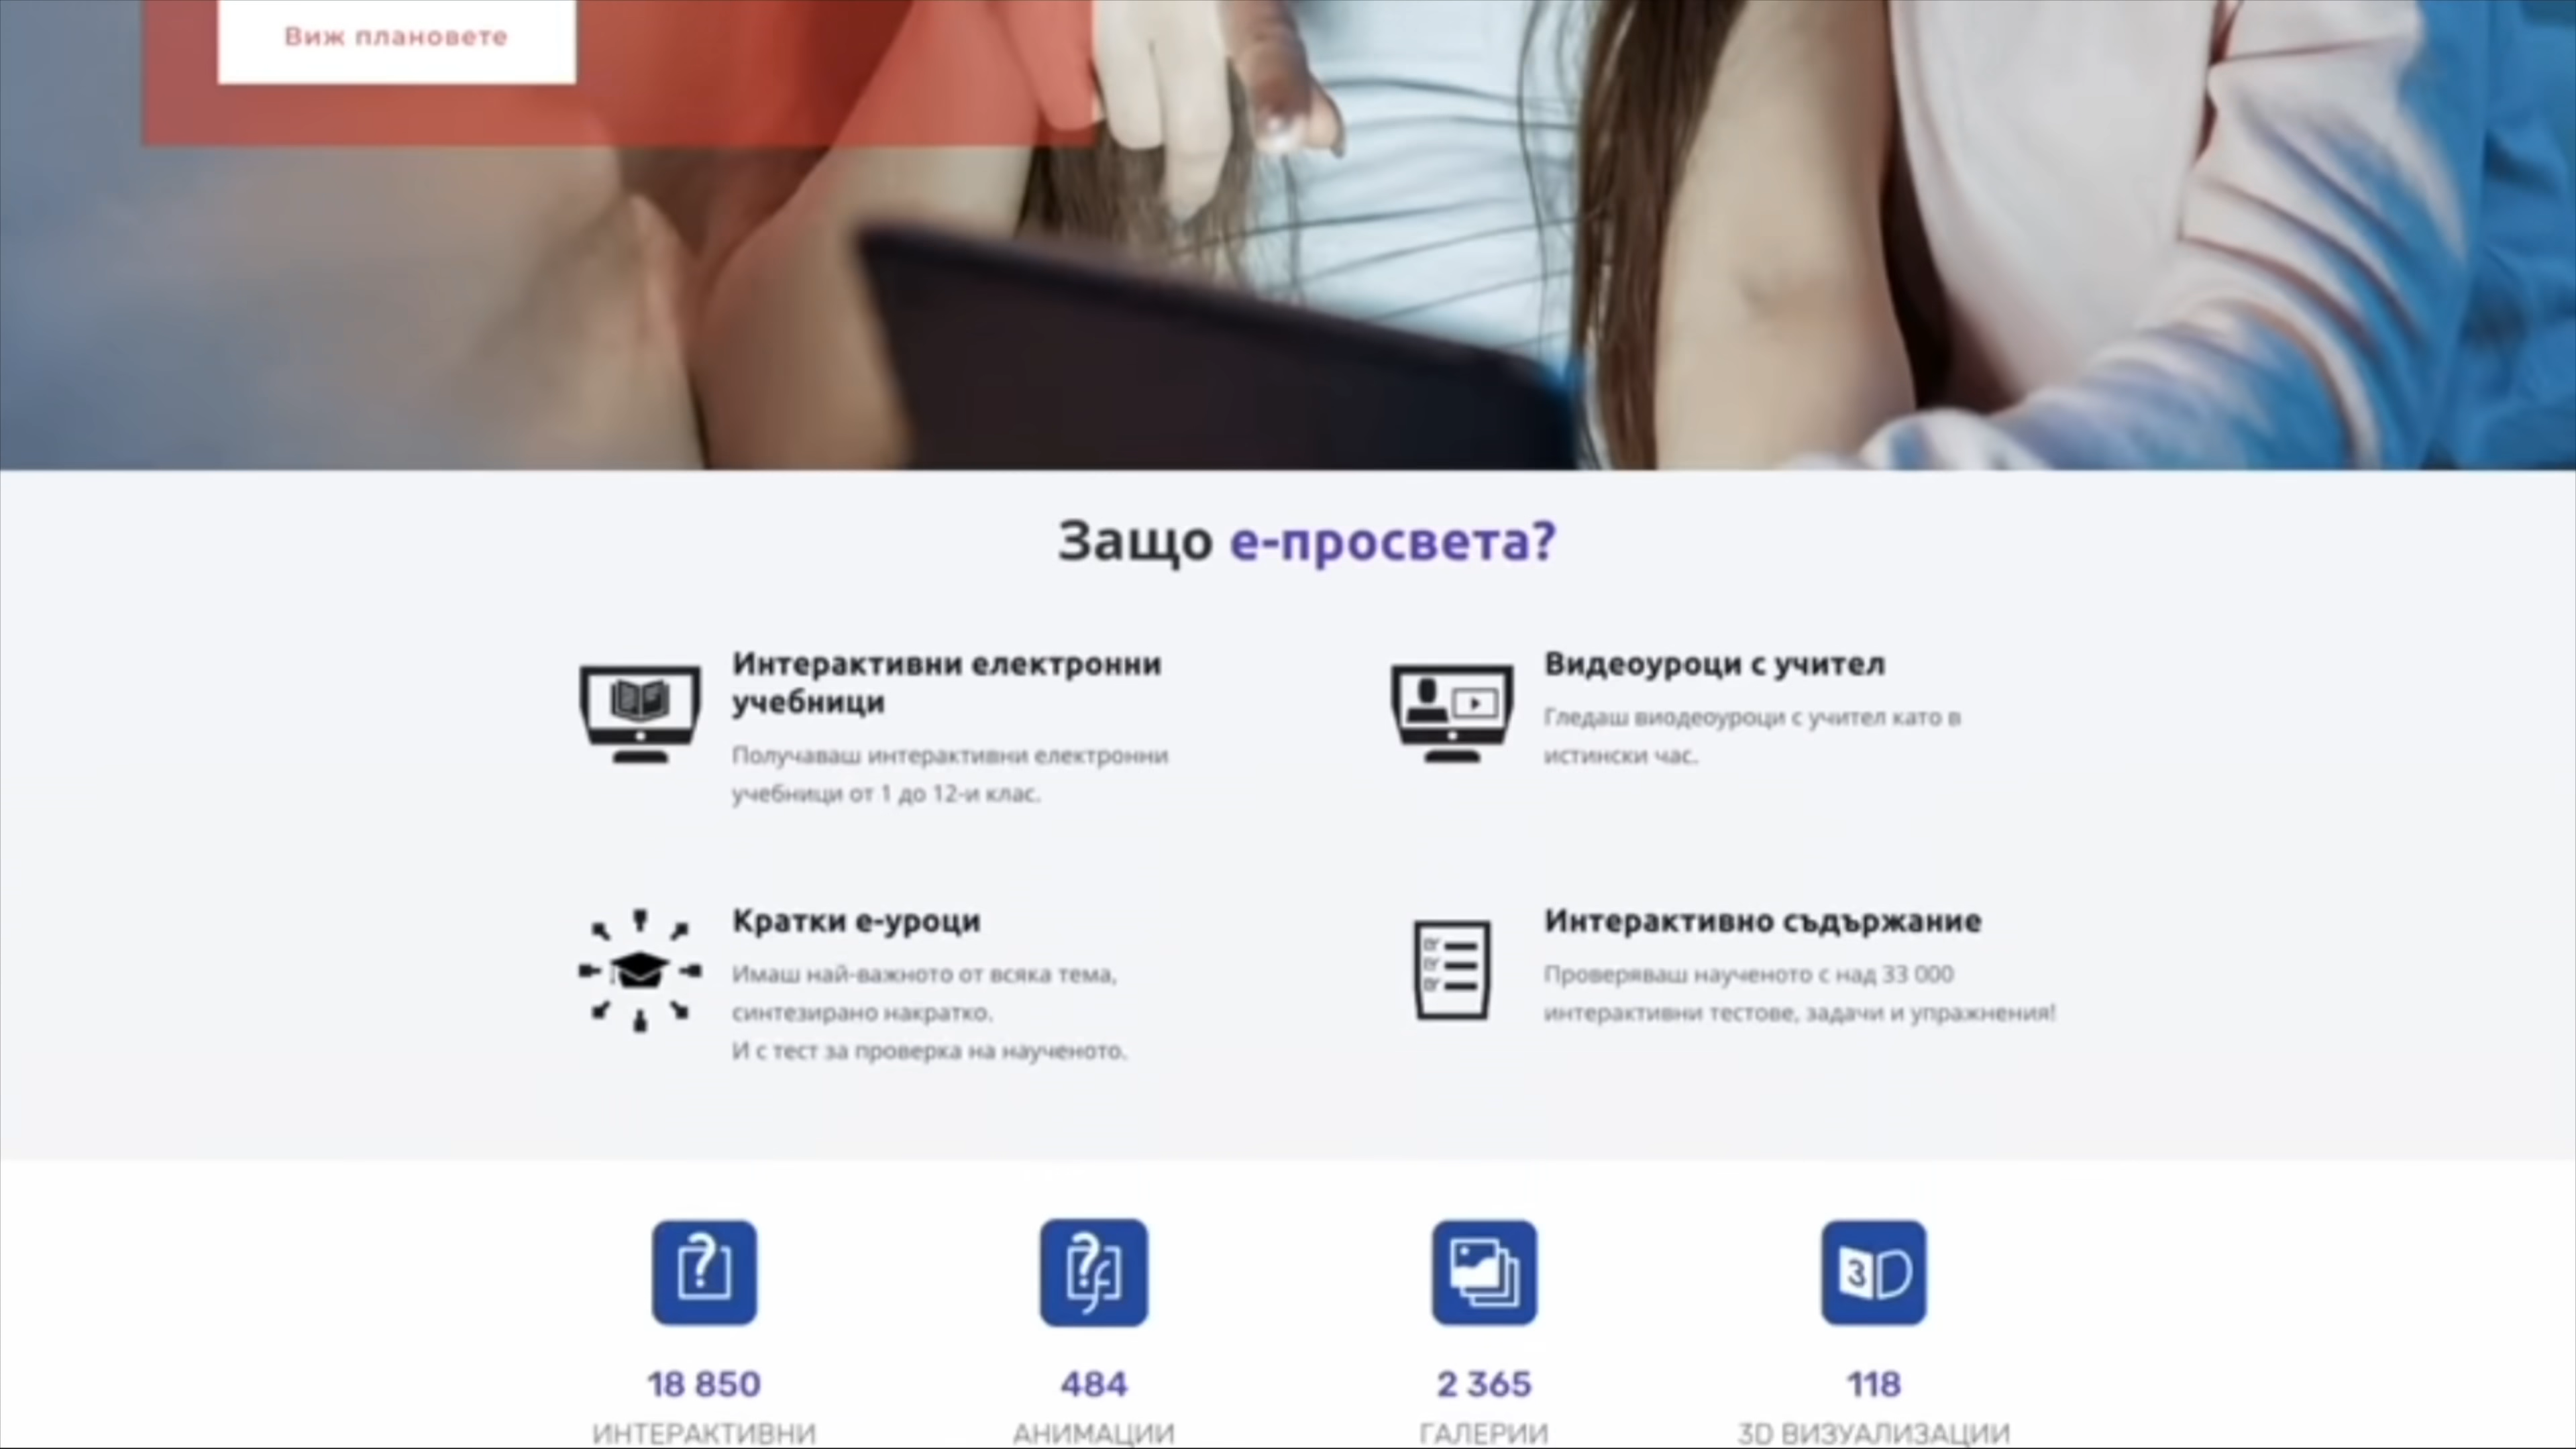 Виж плановете
Защо е-просвета?
Интерактивни електронни
учебници
Получаваш интерактивни електронни
учебници от 1 до 12-и клас.
Видеоуроци с учител
Гледаш виодеоуроци с учител като в
истински час.
Кратки е-уроци
Имаш най-важното от всяка тема,
синтезирано накратко.
И с тест за проверка на наученото.
Интерактивно съдържание
Проверяваш наученото с над 33 000
интерактивни тестове, задачи и упражнения!
3D
18 850
ИНТЕРАКТИВНИ
484
АНИМАЦИИ
2 365
ГАЛЕРИИ
118
3D ВИЗУАЛИЗАЦИИ